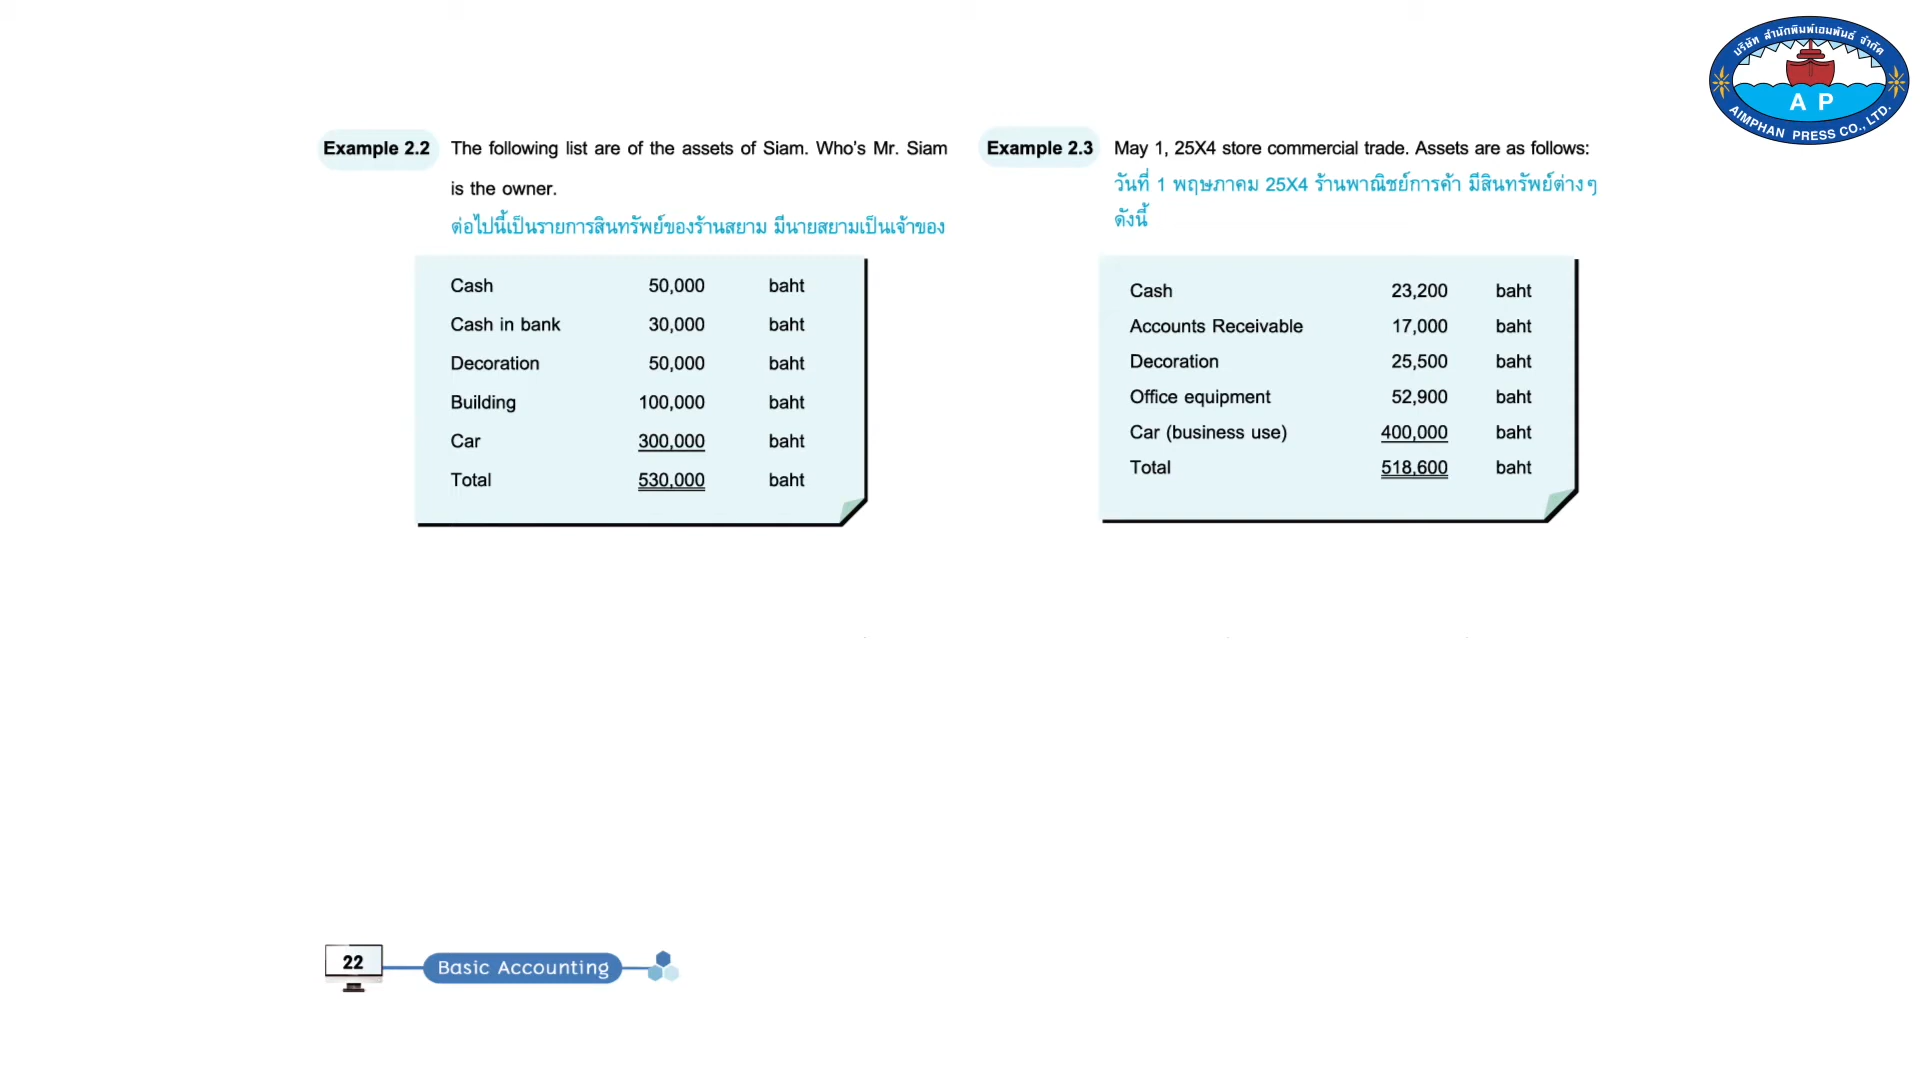 บริษัท สำนักพิมพ์เอมพันธ์ จำกัด
A P
AIMPHAN PRESS CO., LTD.
Example 2.2 The following list are of the assets of Siam. Who's Mr. Siam
is the owner.
ต่อไปนี้เป็นรายการสินทรัพย์ของร้านสยาม มีนายสยามเป็นเจ้าของ
Cash 50,000 baht
Cash in bank 30,000 baht
Decoration 50,000 baht
Building 100,000 baht
Car 300,000 baht
Total 530,000 baht
Example 2.3 May 1, 25X4 store commercial trade. Assets are as follows:
วันที่ 1 พฤษภาคม 25X4 ร้านพาณิชย์การค้า มีสินทรัพย์ต่างๆ
ดังนี้
Cash 23,200 baht
Accounts Receivable 17,000 baht
Decoration 25,500 baht
Office equipment 52,900 baht
Car (business use) 400,000 baht
Total 518,600 baht
22 Basic Accounting